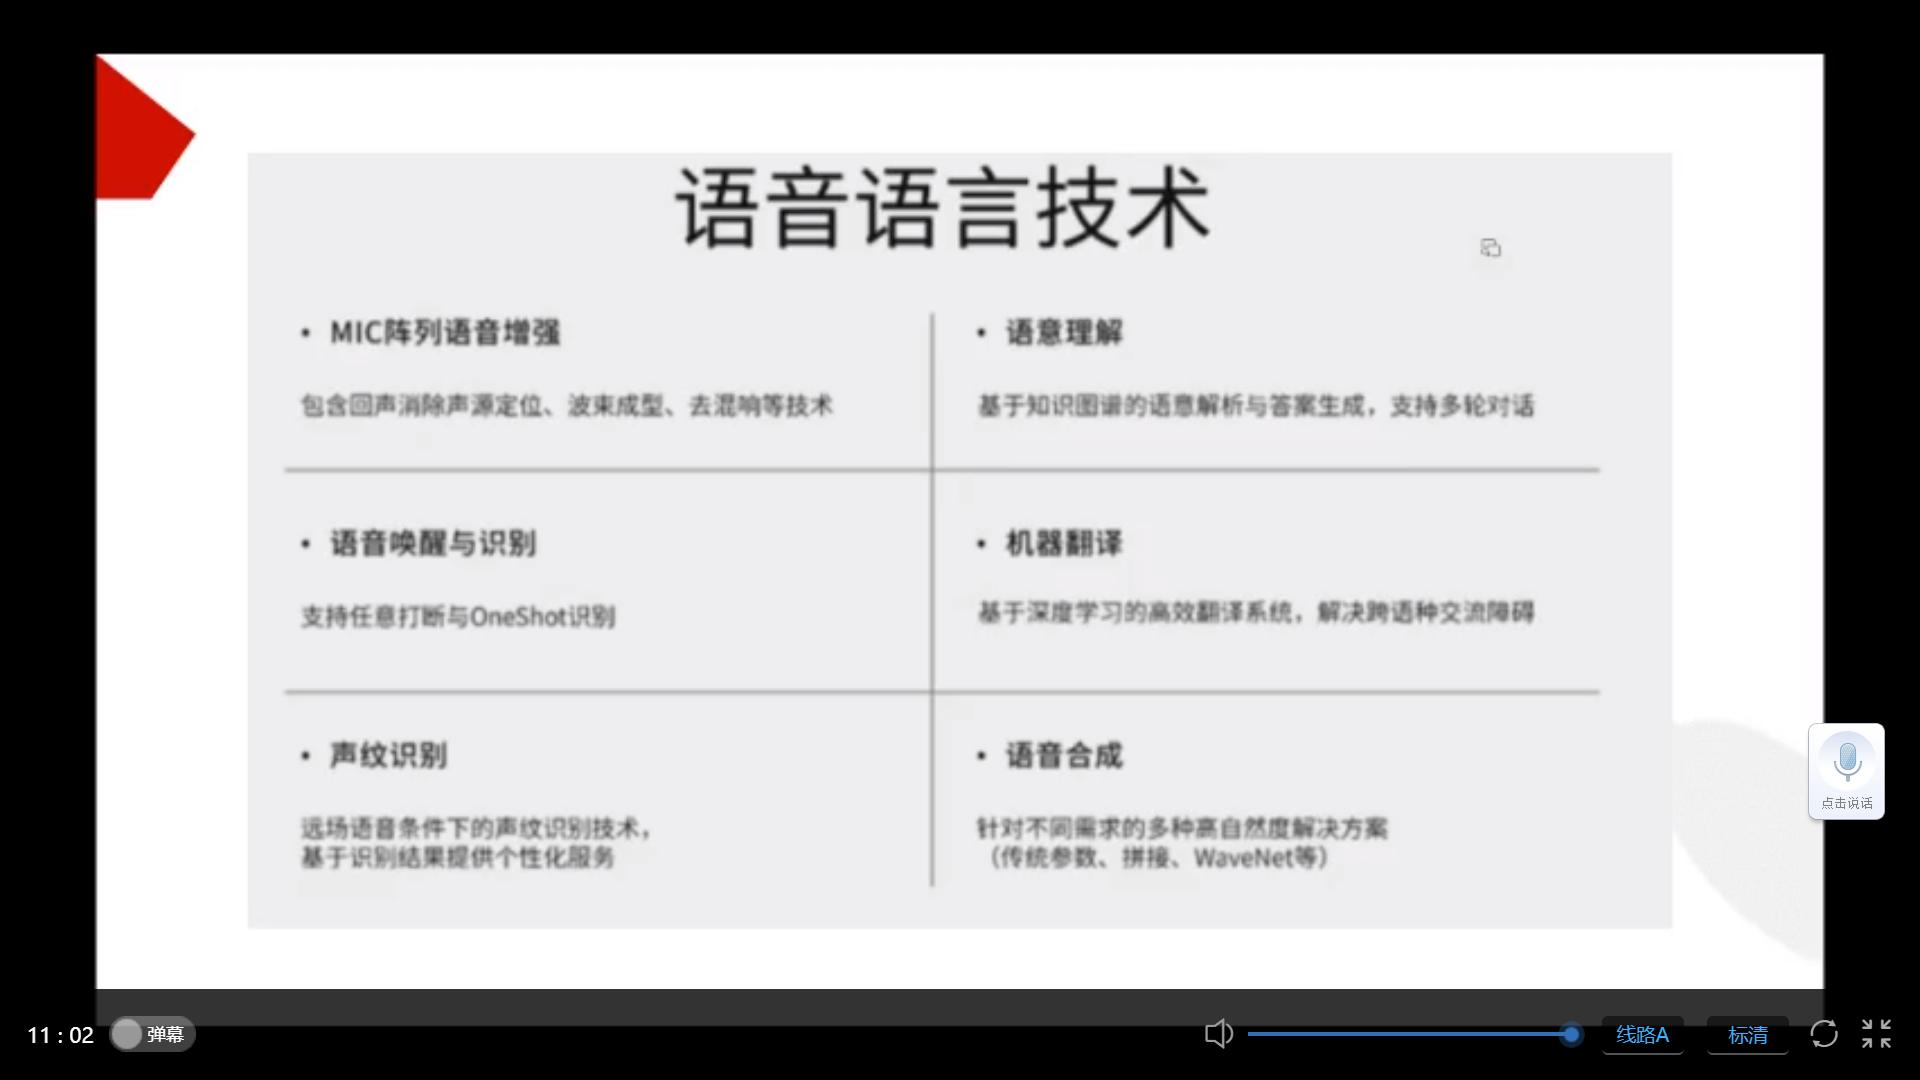 语音语言技术
• MIC阵列语音增强
包含回声消除声源定位、波束成型、去混响等技术
• 语意理解
基于知识图谱的语意解析与答案生成，支持多轮对话
• 语音唤醒与识别
支持任意打断与OneShot识别
• 机器翻译
基于深度学习的高效翻译系统，解决跨语种交流障碍
• 声纹识别
远场语音条件下的声纹识别技术，
基于识别结果提供个性化服务
• 语音合成
针对不同需求的多种高自然度解决方案
（传统参数、拼接、WaveNet等）
点击说话
11 : 02 弹幕 线路A 标清